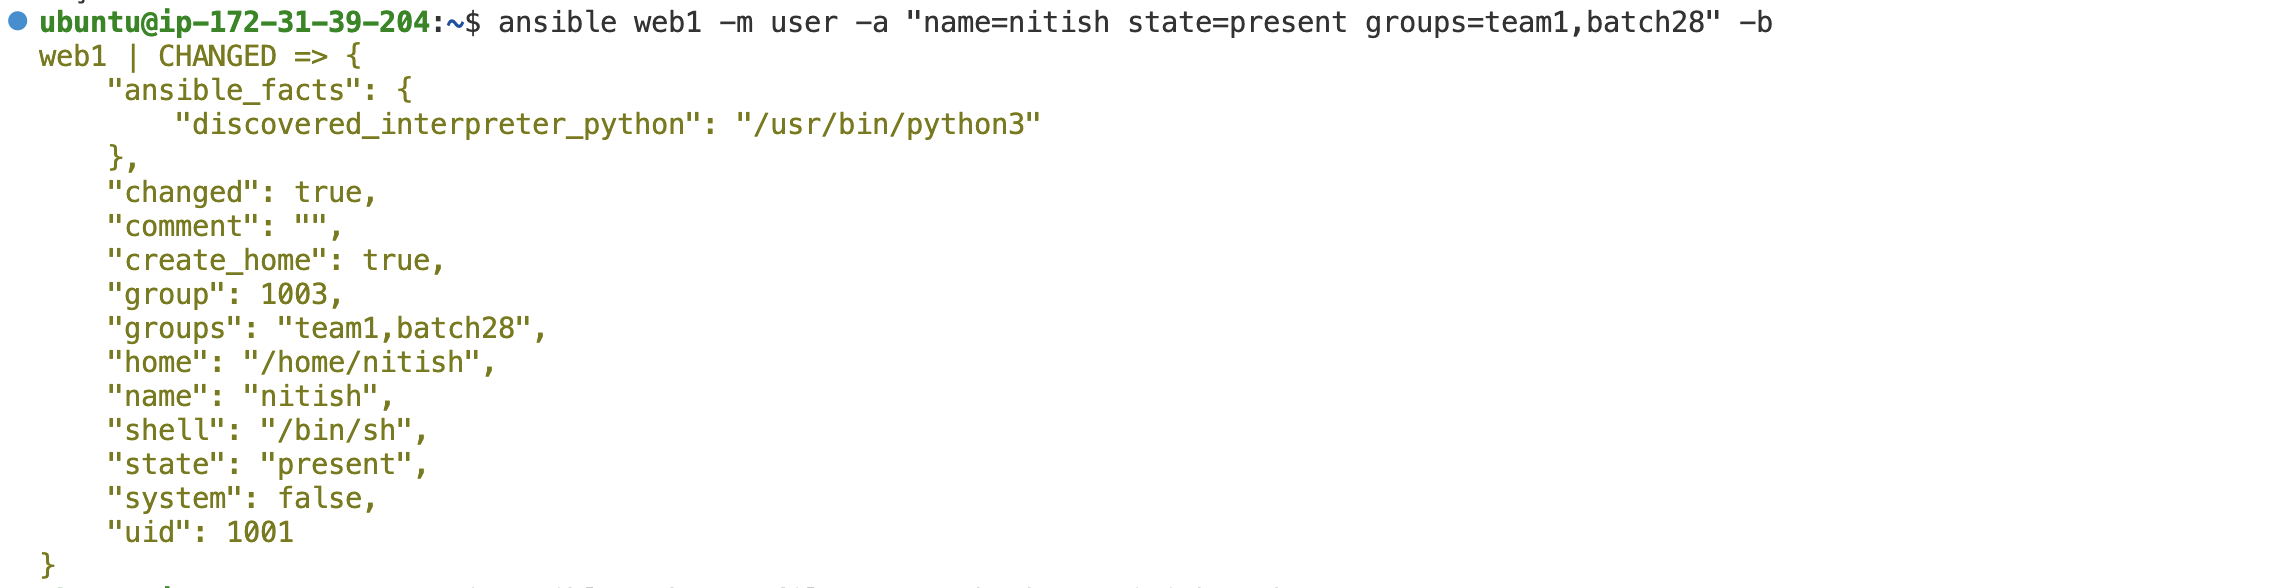 ubuntu@ip-172-31-39-204:~$ ansible web1 -m user -a "name=nitish state=present groups=team1,batch28" -b
web1 | CHANGED => {
    "ansible_facts": {
        "discovered_interpreter_python": "/usr/bin/python3"
    },
    "changed": true,
    "comment": "",
    "create_home": true,
    "group": 1003,
    "groups": "team1,batch28",
    "home": "/home/nitish",
    "name": "nitish",
    "shell": "/bin/sh",
    "state": "present",
    "system": false,
    "uid": 1001
}